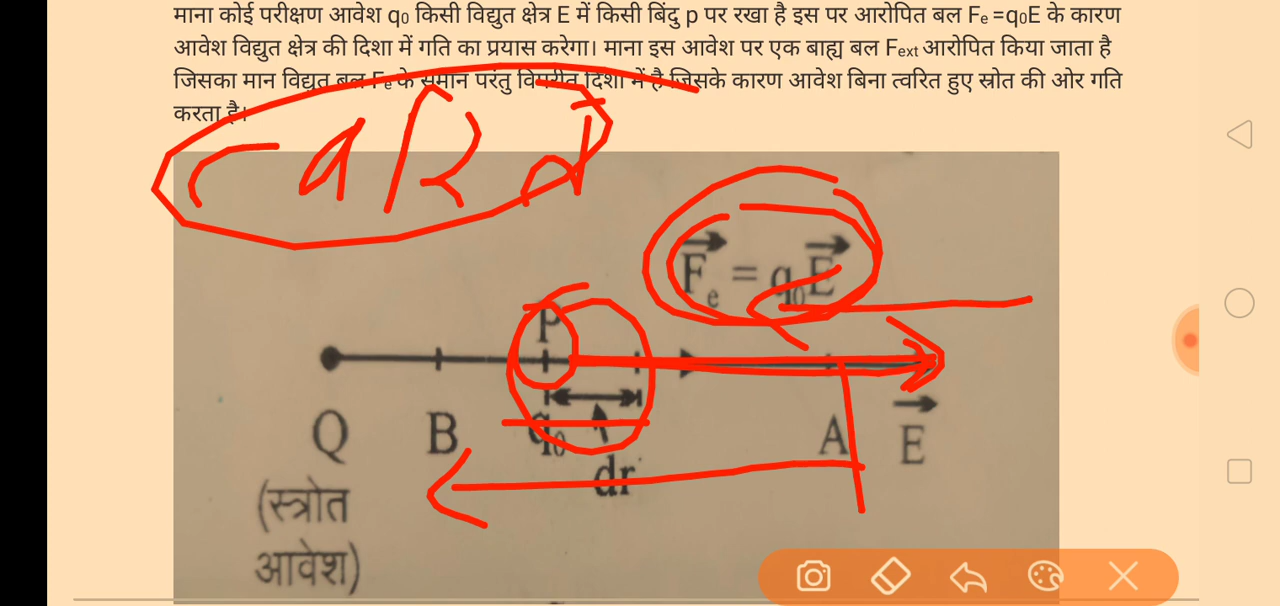 माना कोई परीक्षण आवेश q0 किसी विद्युत क्षेत्र E में किसी बिंदु p पर रखा है इस पर आरोपित बल Fe =q0E के कारण
आवेश विद्युत क्षेत्र की दिशा में गति का प्रयास करेगा। माना इस आवेश पर एक बाह्य बल Fext आरोपित किया जाता है
जिसका मान विद्युत बल Fe के समान परंतु विपरीत दिशा में है जिसके कारण आवेश बिना त्वरित हुए स्रोत की ओर गति
करता है।
Fe = q0E
P
Q B q0 A E
dr
(स्त्रोत
आवेश)